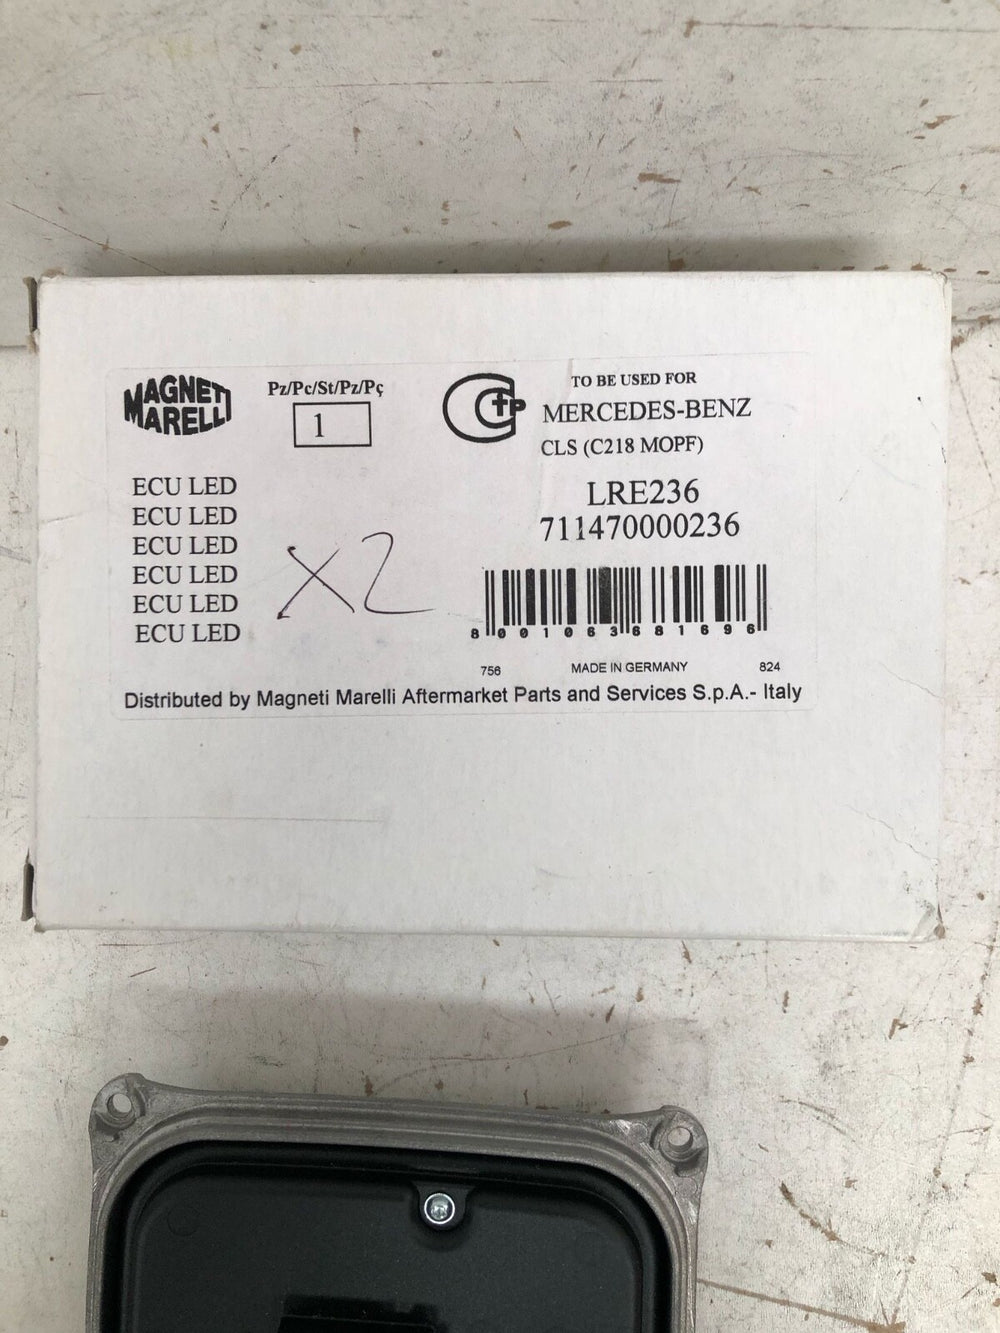 MAGNETI
MARELLI
Pz/Pc/St/Pz/Pç
1
CtP
TO BE USED FOR
MERCEDES-BENZ
CLS (C218 MOPF)
ECU LED
ECU LED
ECU LED
ECU LED
ECU LED
ECU LED
X2
LRE236
711470000236
8001063681696
756 MADE IN GERMANY 824
Distributed by Magneti Marelli Aftermarket Parts and Services S.p.A.- Italy